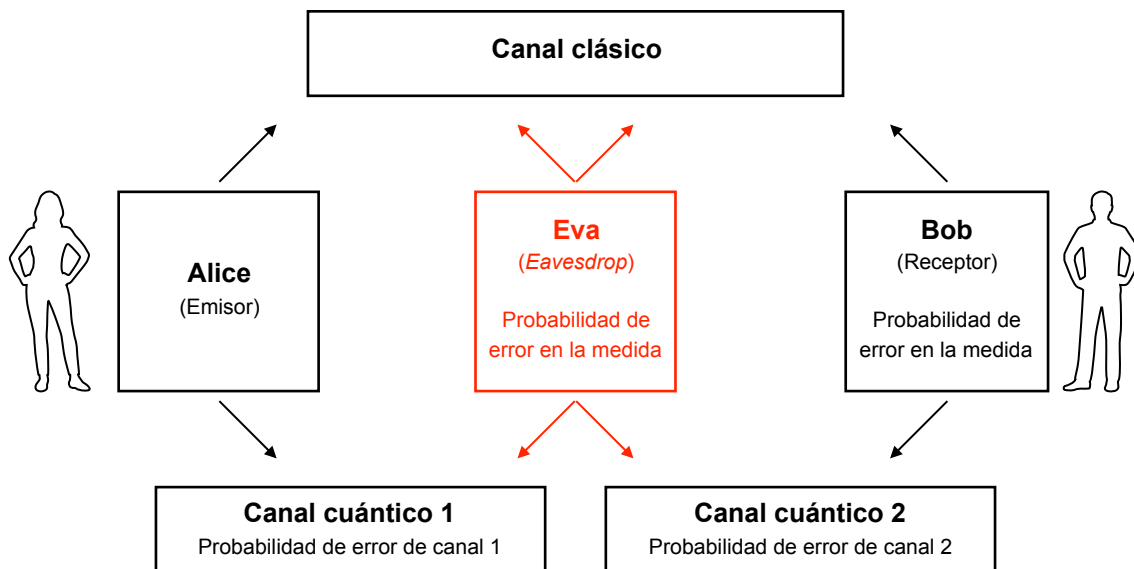 Canal clásico
Alice
(Emisor)
Eva
(Eavesdrop)
Probabilidad de
error en la medida
Bob
(Receptor)
Probabilidad de
error en la medida
Canal cuántico 1
Probabilidad de error de canal 1
Canal cuántico 2
Probabilidad de error de canal 2